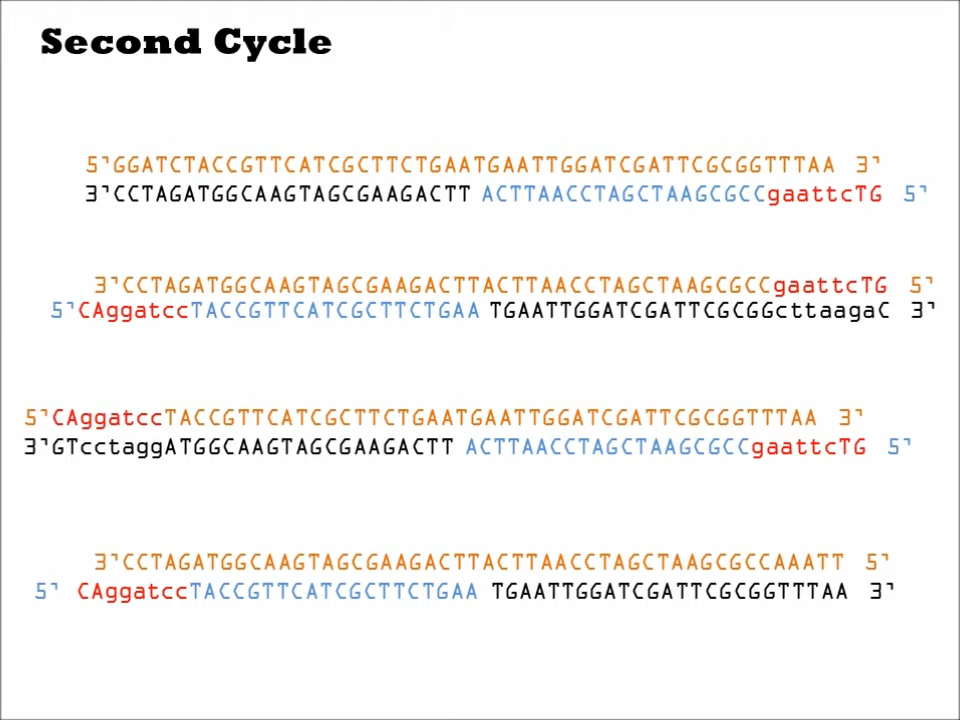 Second Cycle
5'GGATCTACCGTTCATCGCTTCTGAATGAATTGGATCGATTCGCGGTTTAA 3'
3'CCTAGATGGCAAGTAGCGAAGACTT ACTTAACCTAGCTAAGCGCCgaattcTG 5'
3'CCTAGATGGCAAGTAGCGAAGACTTACTTAACCTAGCTAAGCGCCgaattcTG 5'
5'CAggatccTACCGTTCATCGCTTCTGAA TGAATTGGATCGATTCGCGGcttaagaC 3'
5'CAggatccTACCGTTCATCGCTTCTGAATGAATTGGATCGATTCGCGGTTTAA 3'
3'GTcctaggATGGCAAGTAGCGAAGACTT ACTTAACCTAGCTAAGCGCCgaattcTG 5'
3'CCTAGATGGCAAGTAGCGAAGACTTACTTAACCTAGCTAAGCGCCAAATT 5'
5' CAggatccTACCGTTCATCGCTTCTGAA TGAATTGGATCGATTCGCGGTTTAA 3'